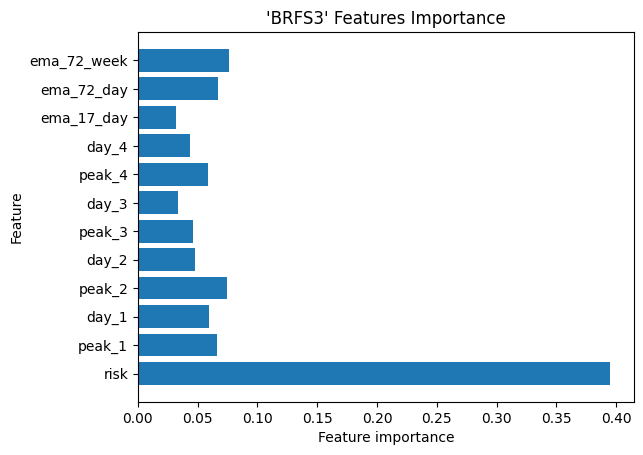 'BRFS3' Features Importance
Feature
ema_72_week
ema_72_day
ema_17_day
day_4
peak_4
day_3
peak_3
day_2
peak_2
day_1
peak_1
risk
0.00 0.05 0.10 0.15 0.20 0.25 0.30 0.35 0.40
Feature importance